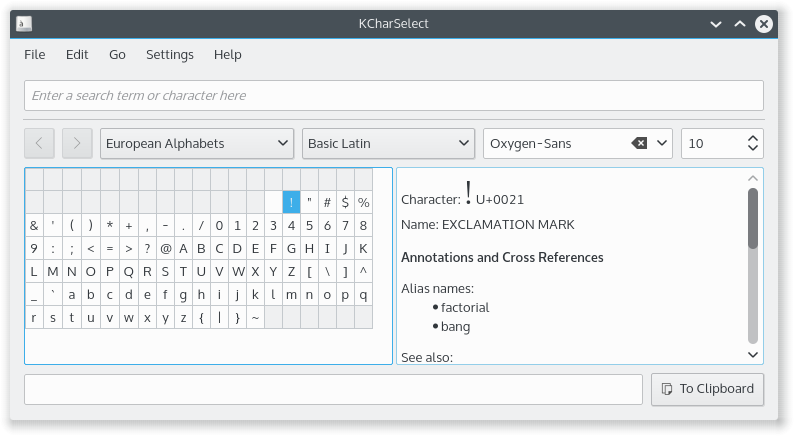 KCharSelect
File Edit Go Settings Help
Enter a search term or character here
European Alphabets Basic Latin Oxygen-Sans 10
! " # $ %
& ' ( ) * + , - . / 0 1 2 3 4 5 6 7 8
9 : ; < = > ? @ A B C D E F G H I J K
L M N O P Q R S T U V W X Y Z [ \ ] ^
_ ` a b c d e f g h i j k l m n o p q
r s t u v w x y z { | } ~
Character: ! U+0021
Name: EXCLAMATION MARK
Annotations and Cross References
Alias names:
• factorial
• bang
See also:
To Clipboard